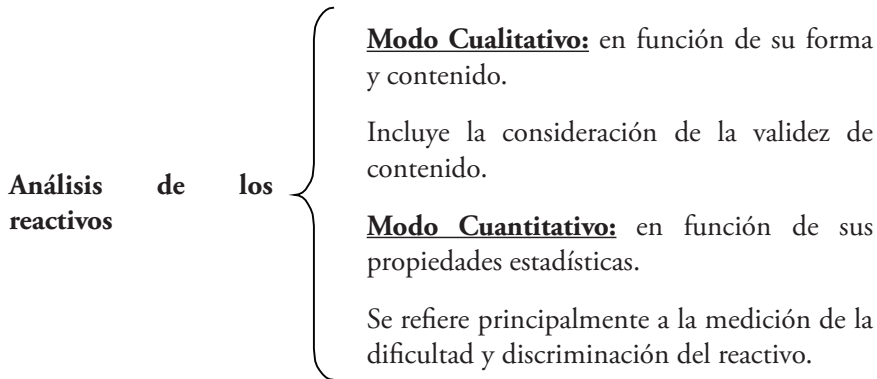 Análisis de los
reactivos
Modo Cualitativo: en función de su forma
y contenido.
Incluye la consideración de la validez de
contenido.
Modo Cuantitativo: en función de sus
propiedades estadísticas.
Se refiere principalmente a la medición de la
dificultad y discriminación del reactivo.